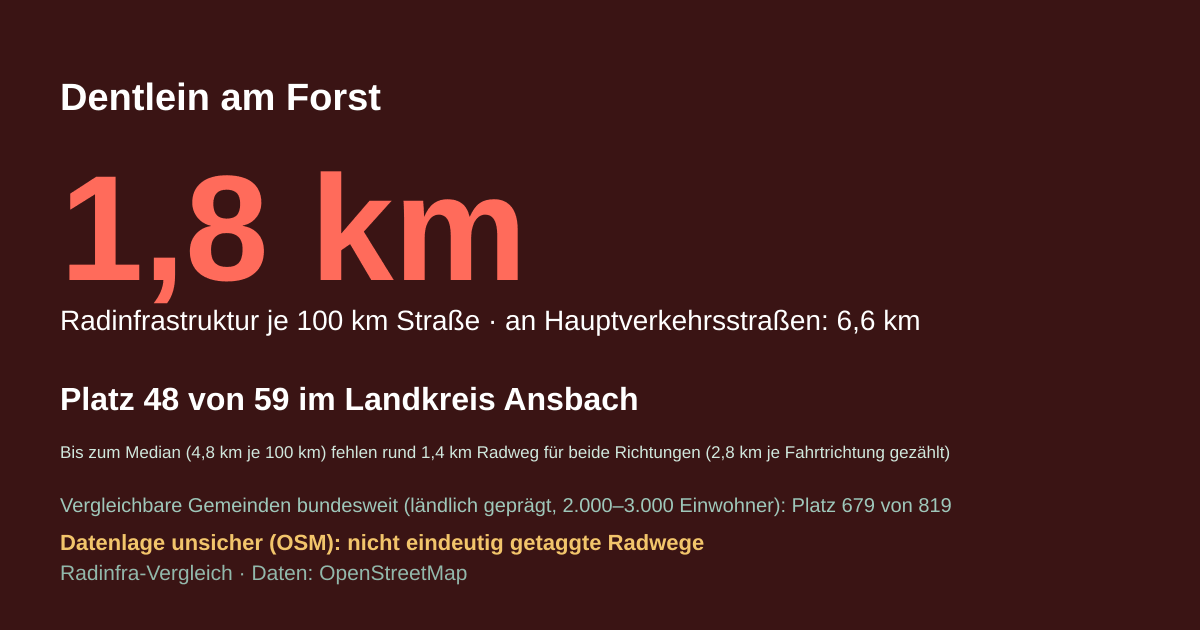 Dentlein am Forst
1,8 km
Radinfrastruktur je 100 km Straße · an Hauptverkehrsstraßen: 6,6 km
Platz 48 von 59 im Landkreis Ansbach
Bis zum Median (4,8 km je 100 km) fehlen rund 1,4 km Radweg für beide Richtungen (2,8 km je Fahrtrichtung gezählt)
Vergleichbare Gemeinden bundesweit (ländlich geprägt, 2.000–3.000 Einwohner): Platz 679 von 819
Datenlage unsicher (OSM): nicht eindeutig getaggte Radwege
Radinfra-Vergleich · Daten: OpenStreetMap